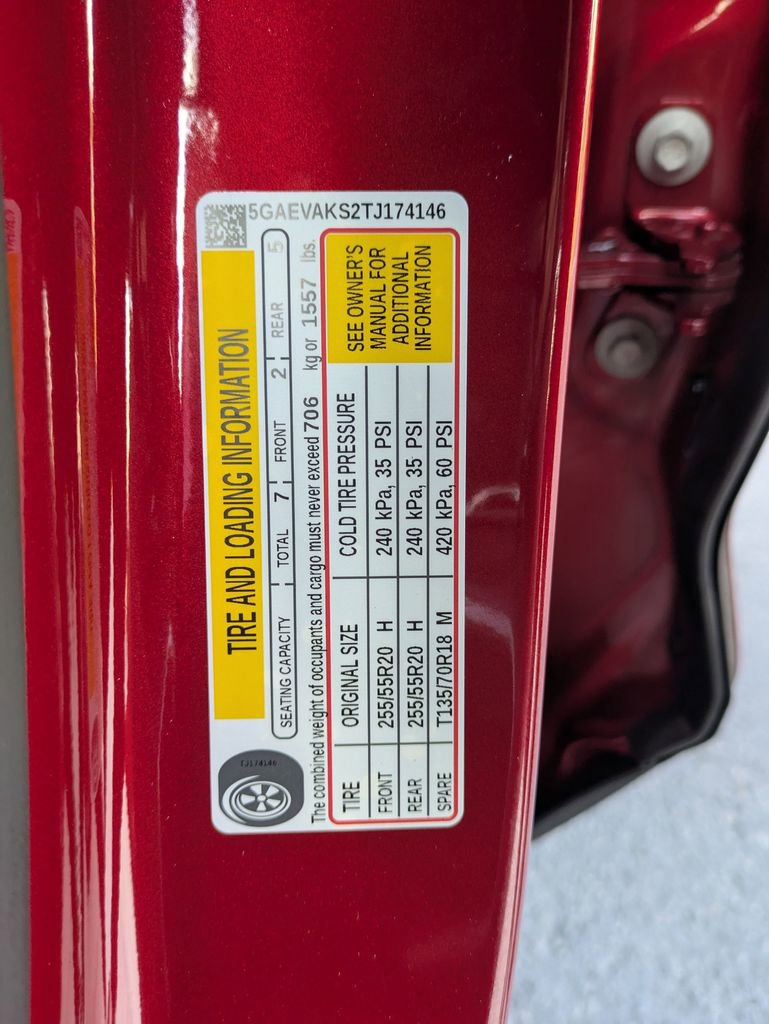 5GAEVAKS2TJ174146
TIRE AND LOADING INFORMATION
SEATING CAPACITY TOTAL 7 FRONT 2 REAR 5
The combined weight of occupants and cargo must never exceed 706 kg or 1557 lbs.
TIRE ORIGINAL SIZE COLD TIRE PRESSURE
FRONT 255/55R20 H 240 kPa, 35 PSI
REAR 255/55R20 H 240 kPa, 35 PSI
SPARE T135/70R18 M 420 kPa, 60 PSI
SEE OWNER'S
MANUAL FOR
ADDITIONAL
INFORMATION
TJ174146